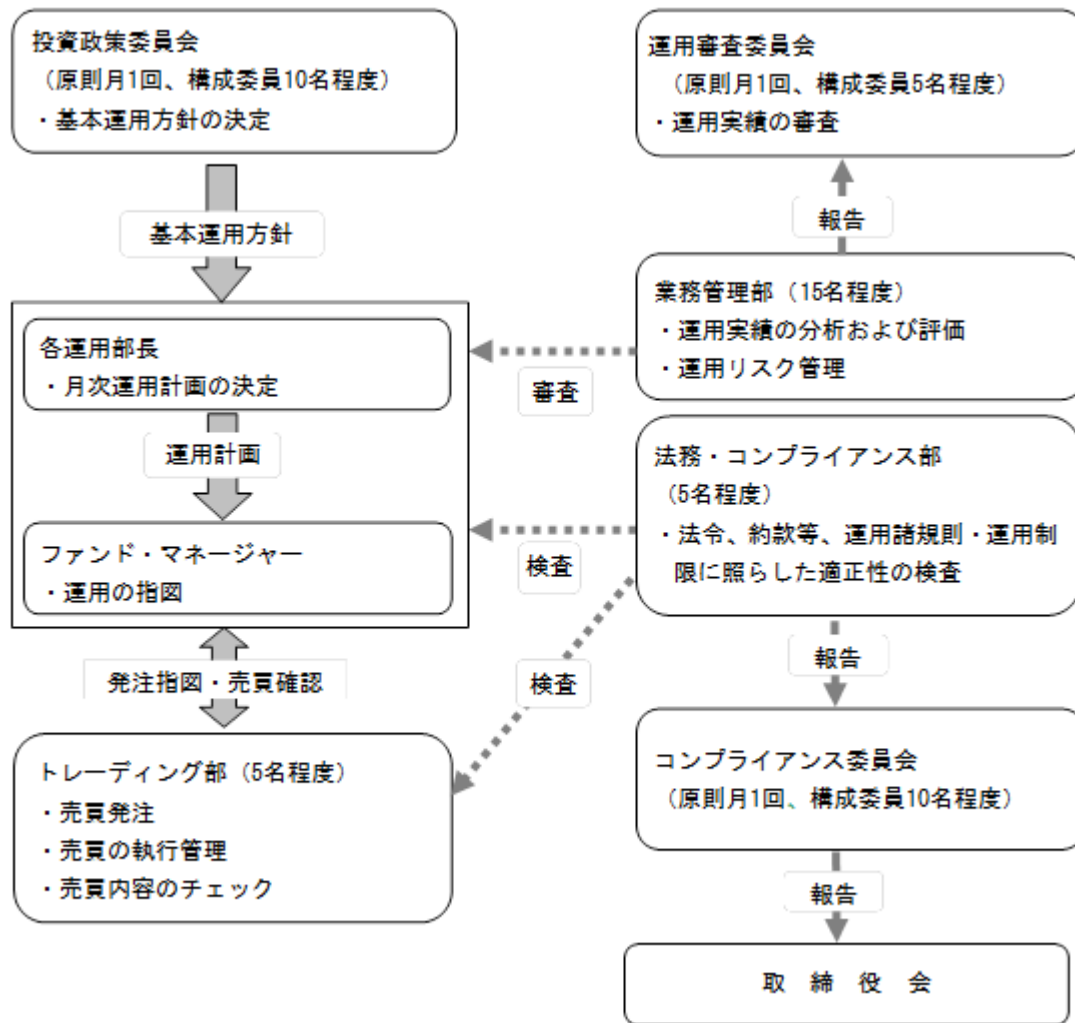 投資政策委員会
（原則月1回、構成委員10名程度）
・基本運用方針の決定
基本運用方針
各運用部長
・月次運用計画の決定
運用計画
ファンド・マネージャー
・運用の指図
発注指図・売買確認
トレーディング部（5名程度）
・売買発注
・売買の執行管理
・売買内容のチェック
運用審査委員会
（原則月1回、構成委員5名程度）
・運用実績の審査
報告
業務管理部（15名程度）
・運用実績の分析および評価
・運用リスク管理
審査
法務・コンプライアンス部
（5名程度）
・法令、約款等、運用諸規則・運用制
限に照らした適正性の検査
検査
検査
報告
コンプライアンス委員会
（原則月1回、構成委員10名程度）
報告
取　締　役　会